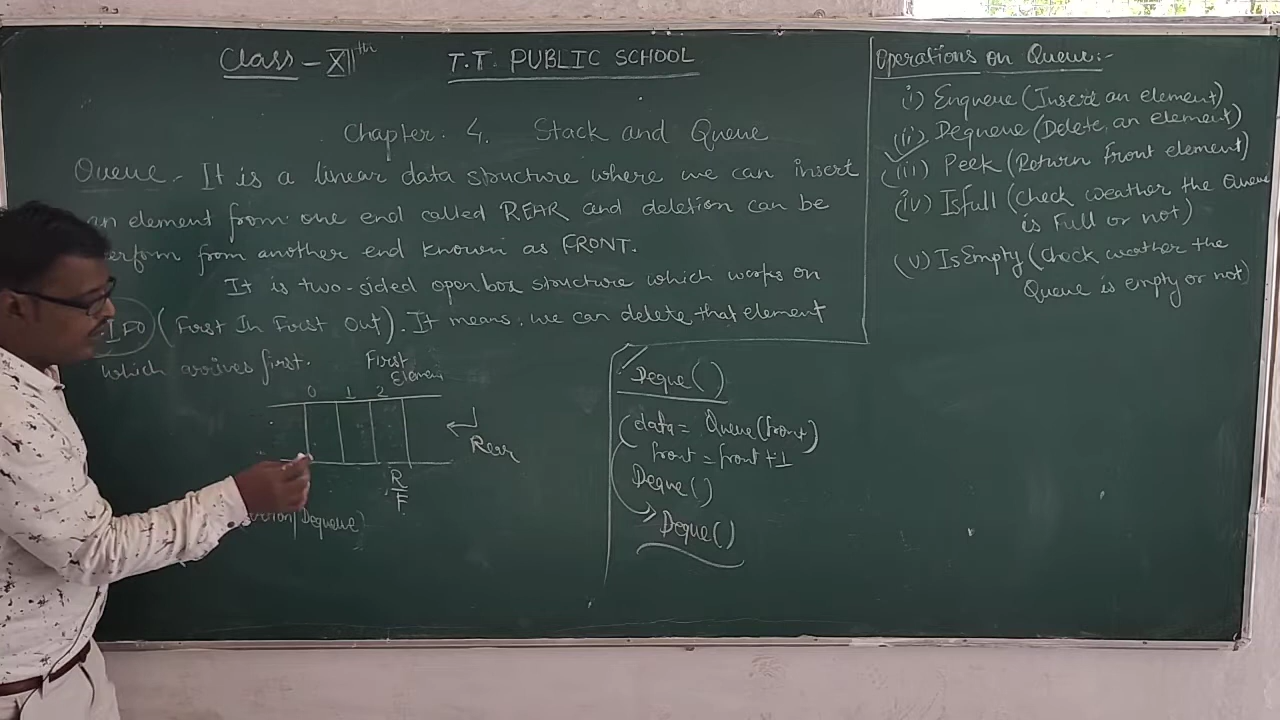 Class - XIIth
T.T. PUBLIC SCHOOL
Chapter: 4. Stack and Queue
Queue - It is a linear data structure where we can insert
an element from one end called REAR and deletion can be
erform from another end known as FRONT.
It is two-sided open box structure which works on
IFO (First In First Out). It means, we can delete that element
which arrives first.
First
Element
0 1 2
Rear
R
F
Dequeue)
Deque()
data = Queue(front)
front = front +1
Deque()
Deque()
Operations on Queue:-
(i) Enqueue (Insert an element)
(ii) Dequeue (Delete an element)
(iii) Peek (Return Front element)
(iv) Isfull (Check weather the Queue
is Full or not)
(v) IsEmpty (Check weather the
Queue is empty or not)